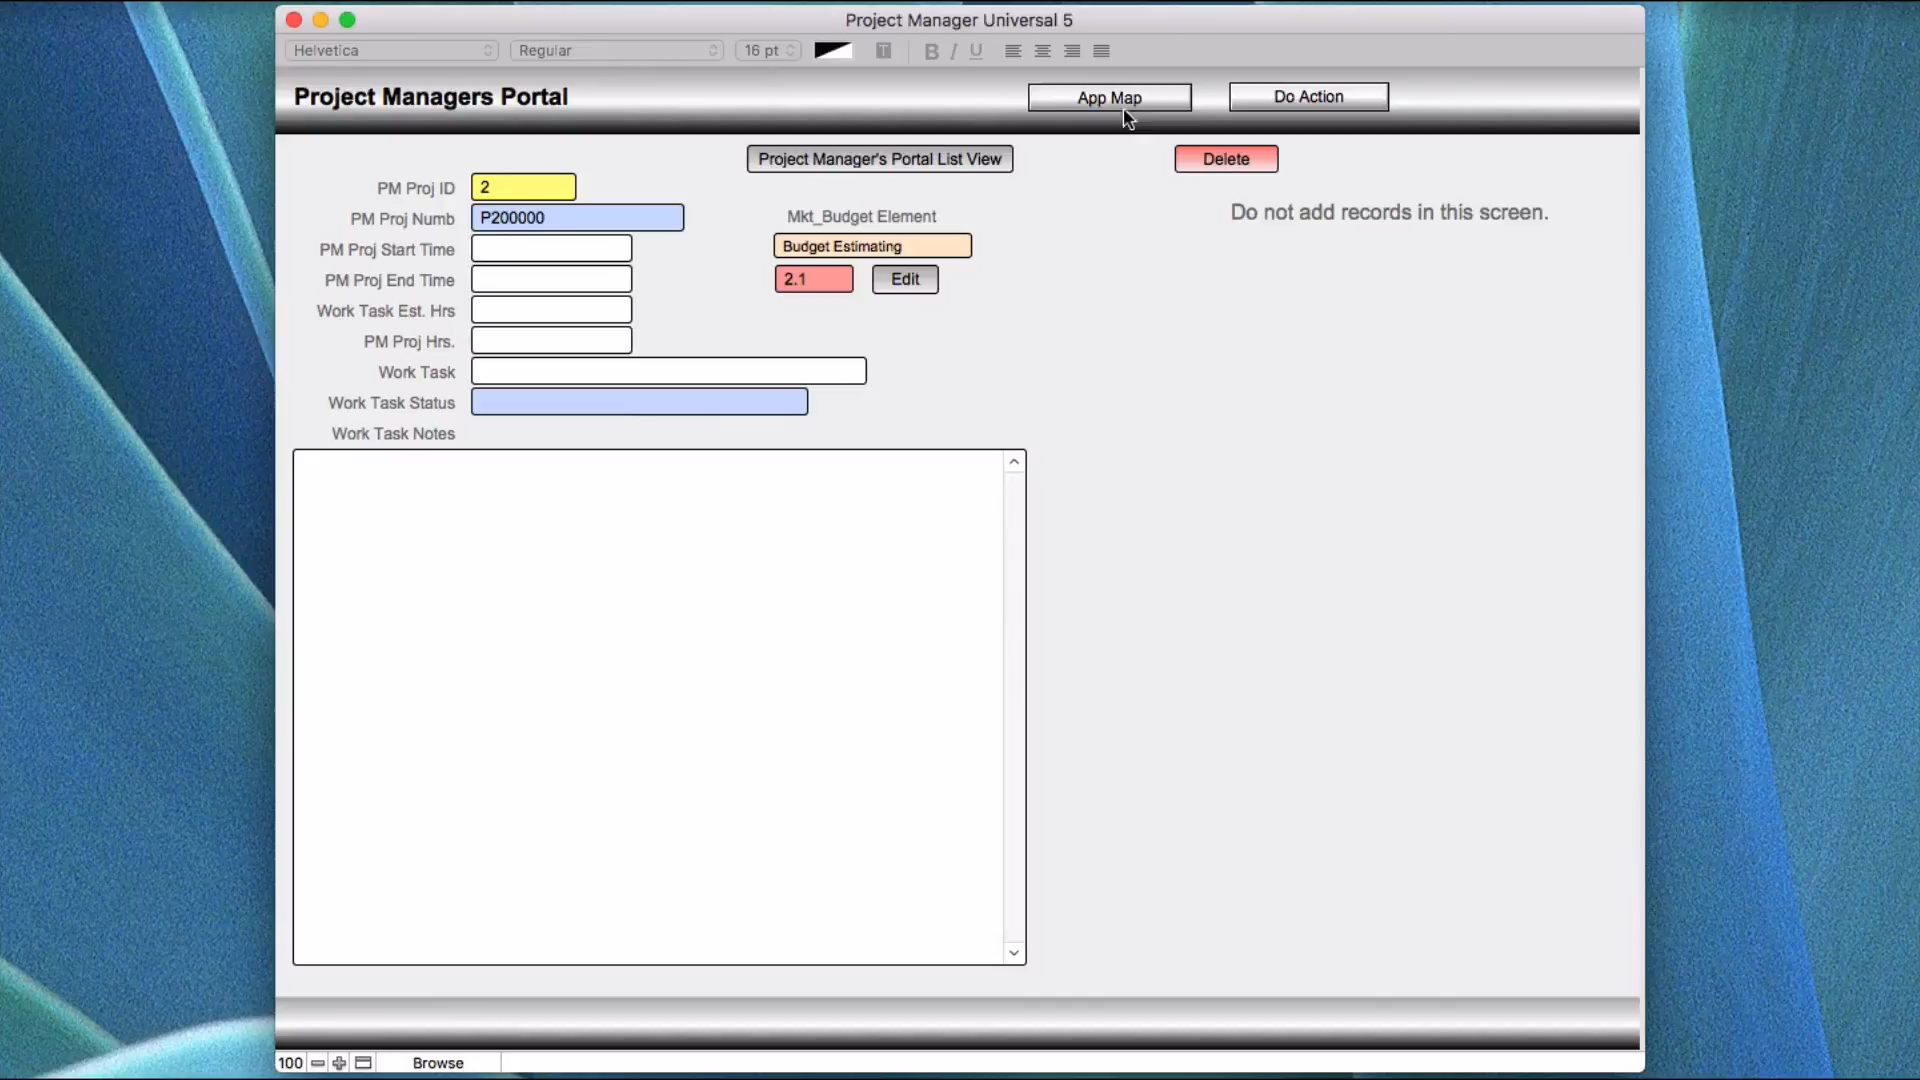 Project Manager Universal 5
Helvetica
Regular
16 pt
T
B I U
Project Managers Portal
App Map
Do Action
Project Manager's Portal List View
Delete
PM Proj ID
2
PM Proj Numb
P200000
Mkt_Budget Element
Do not add records in this screen.
PM Proj Start Time
Budget Estimating
PM Proj End Time
2.1
Edit
Work Task Est. Hrs
PM Proj Hrs.
Work Task
Work Task Status
Work Task Notes
100
Browse